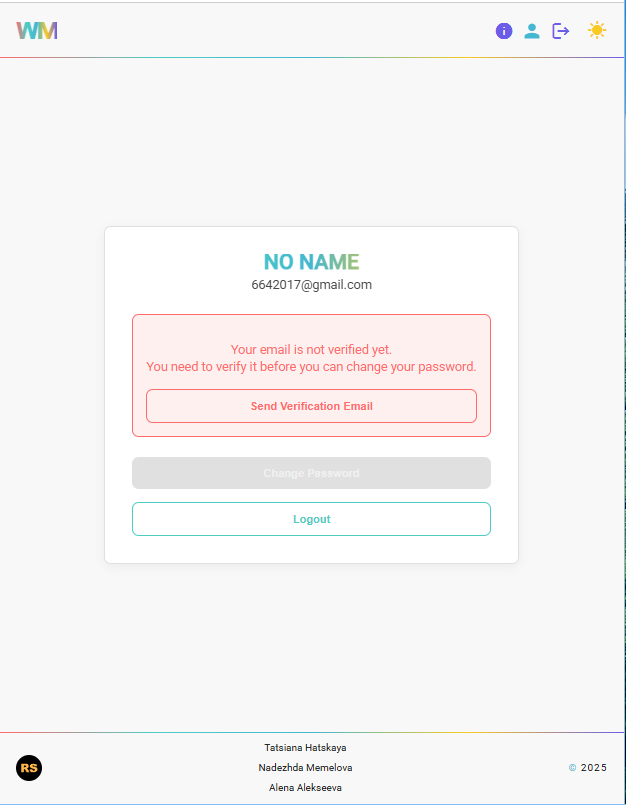 WM
NO NAME
6642017@gmail.com
Your email is not verified yet.
You need to verify it before you can change your password.
Send Verification Email
Change Password
Logout
RS
Tatsiana Hatskaya
Nadezhda Memelova
Alena Alekseeva
© 2025